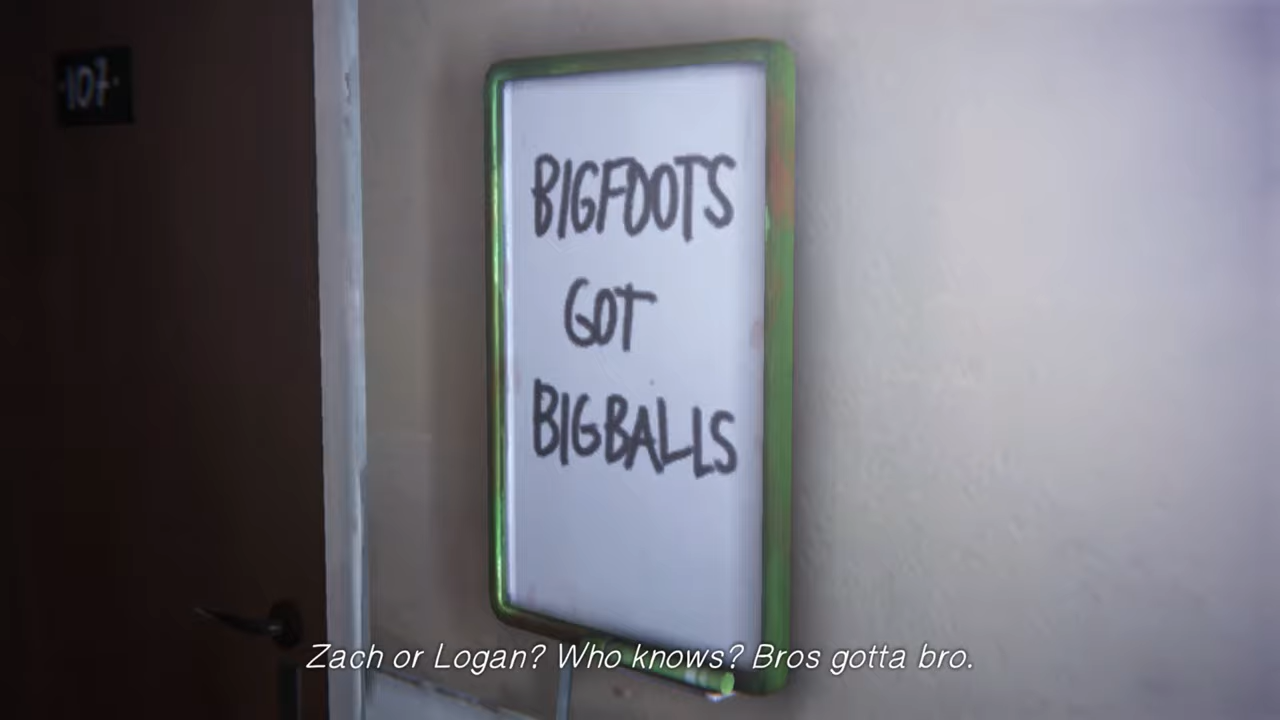 107
BIGFOOTS
GOT
BIGBALLS
Zach or Logan? Who knows? Bros gotta bro.